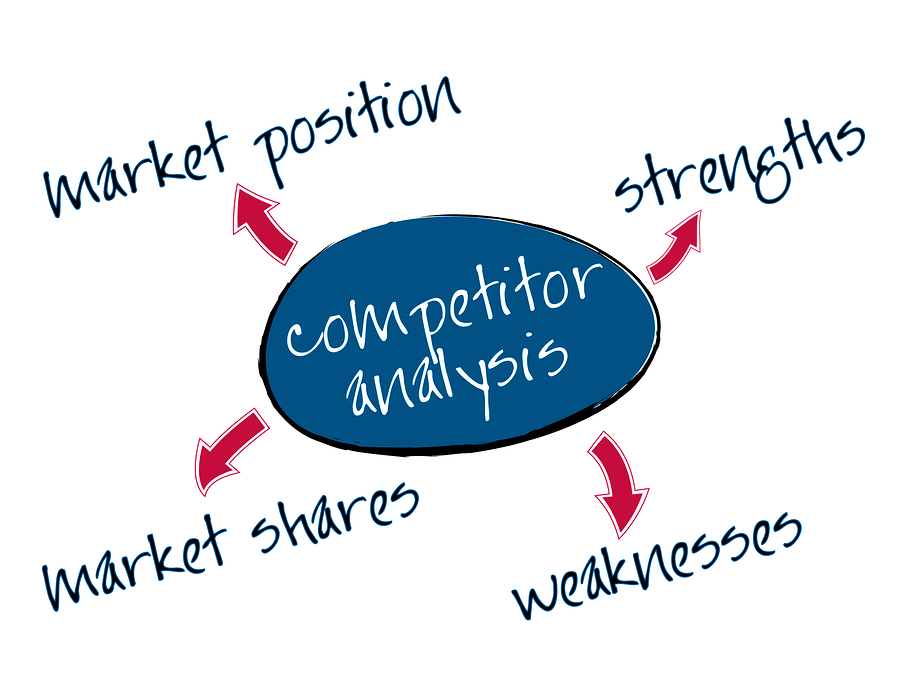 market position
strengths
competitor
analysis
market shares
weaknesses